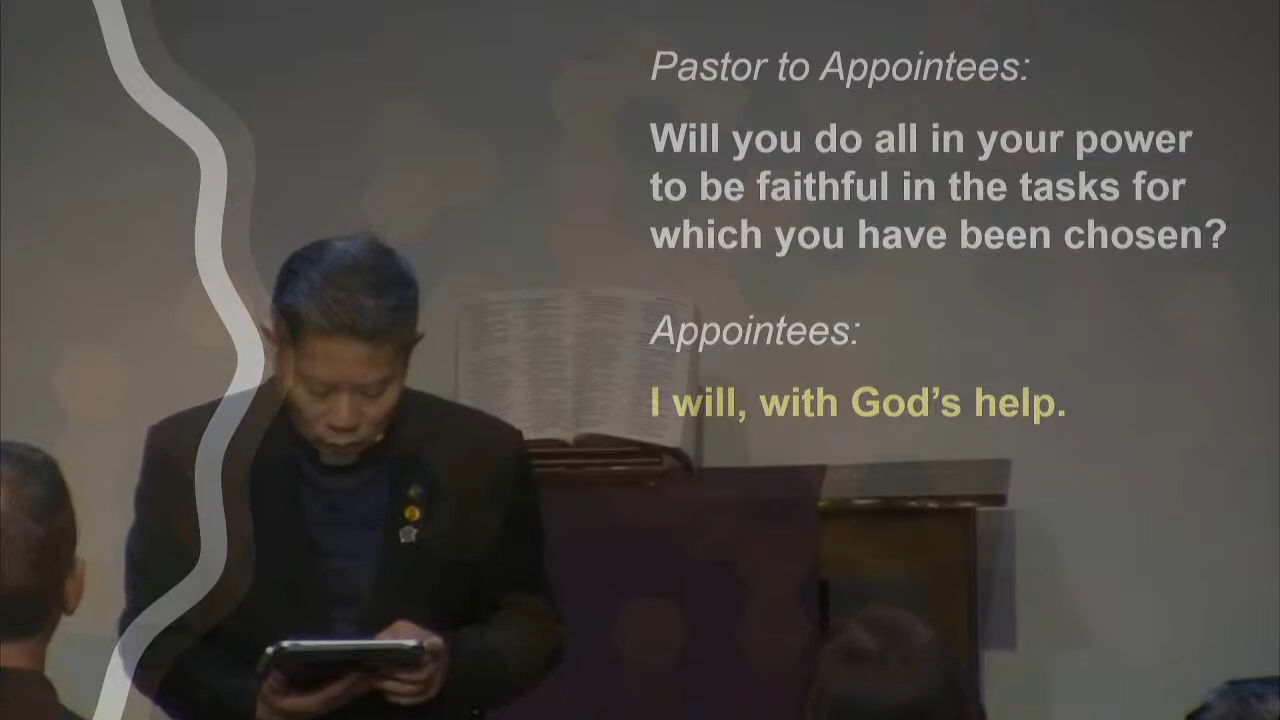 Pastor to Appointees:
Will you do all in your power
to be faithful in the tasks for
which you have been chosen?
Appointees:
I will, with God’s help.